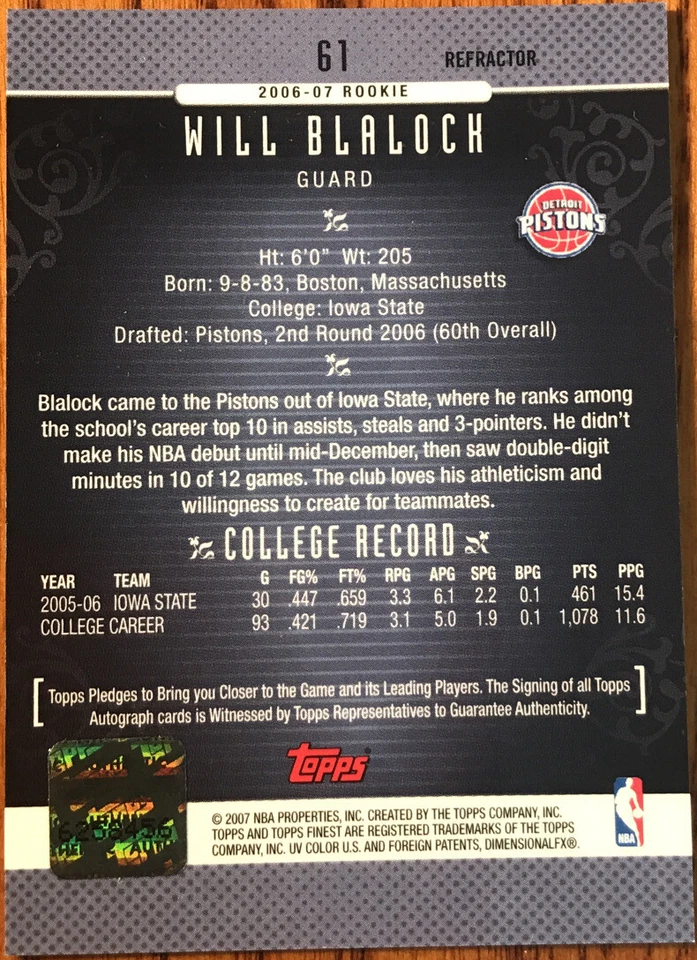 61 REFRACTOR
2006-07 ROOKIE
WILL BLALOCK
GUARD
DETROIT
PISTONS
Ht: 6'0" Wt: 205
Born: 9-8-83, Boston, Massachusetts
College: Iowa State
Drafted: Pistons, 2nd Round 2006 (60th Overall)
Blalock came to the Pistons out of Iowa State, where he ranks among
the school's career top 10 in assists, steals and 3-pointers. He didn't
make his NBA debut until mid-December, then saw double-digit
minutes in 10 of 12 games. The club loves his athleticism and
willingness to create for teammates.
COLLEGE RECORD
YEAR TEAM G FG% FT% RPG APG SPG BPG PTS PPG
2005-06 IOWA STATE 30 .447 .659 3.3 6.1 2.2 0.1 461 15.4
COLLEGE CAREER 93 .421 .719 3.1 5.0 1.9 0.1 1,078 11.6
[Topps Pledges to Bring you Closer to the Game and its Leading Players. The Signing of all Topps
Autograph cards is Witnessed by Topps Representatives to Guarantee Authenticity.]
Topps
© 2007 NBA PROPERTIES, INC. CREATED BY THE TOPPS COMPANY, INC.
TOPPS AND TOPPS FINEST ARE REGISTERED TRADEMARKS OF THE TOPPS
COMPANY, INC. UV COLOR U.S. AND FOREIGN PATENTS, DIMENSIONALFX®.
NBA